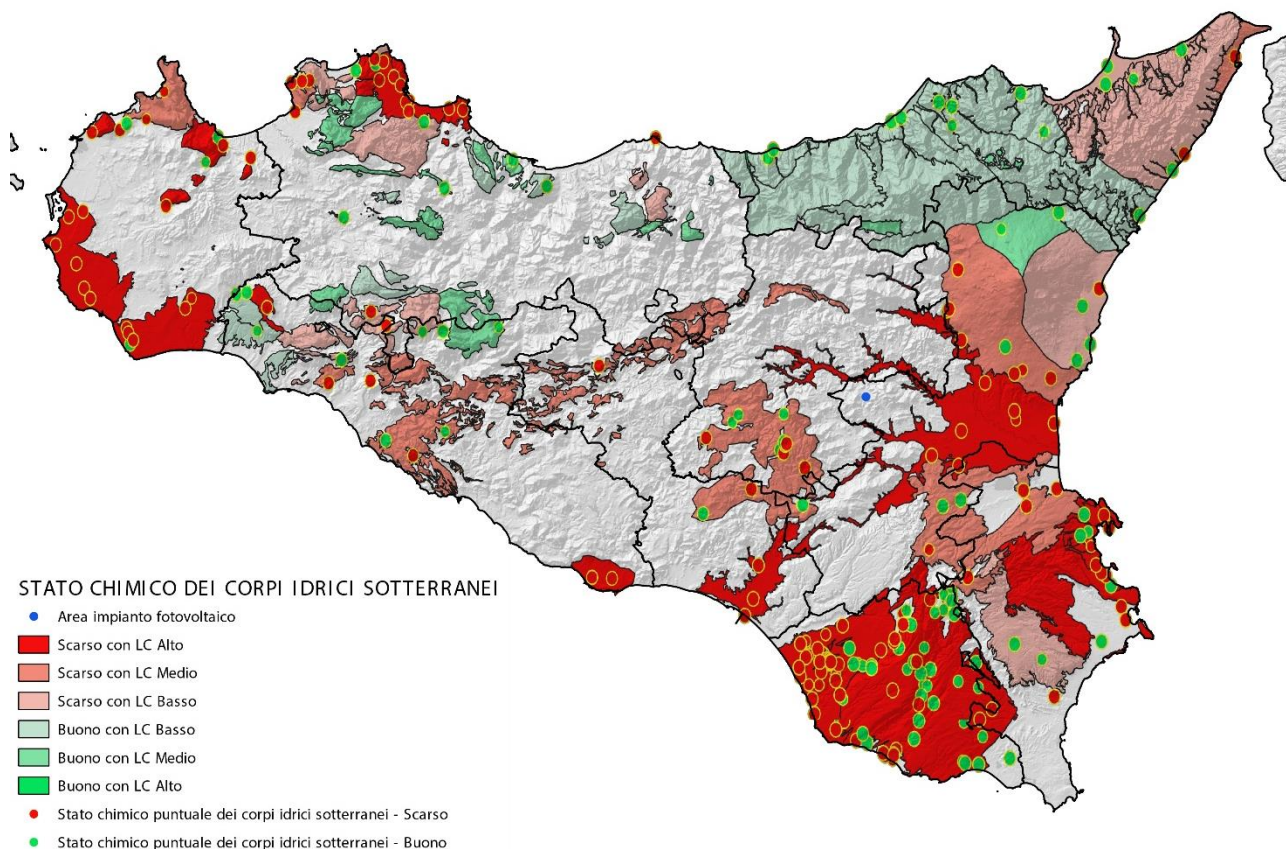 STATO CHIMICO DEI CORPI IDRICI SOTTERRANEI
Area impianto fotovoltaico
Scarso con LC Alto
Scarso con LC Medio
Scarso con LC Basso
Buono con LC Basso
Buono con LC Medio
Buono con LC Alto
Stato chimico puntuale dei corpi idrici sotterranei - Scarso
Stato chimico puntuale dei corpi idrici sotterranei - Buono